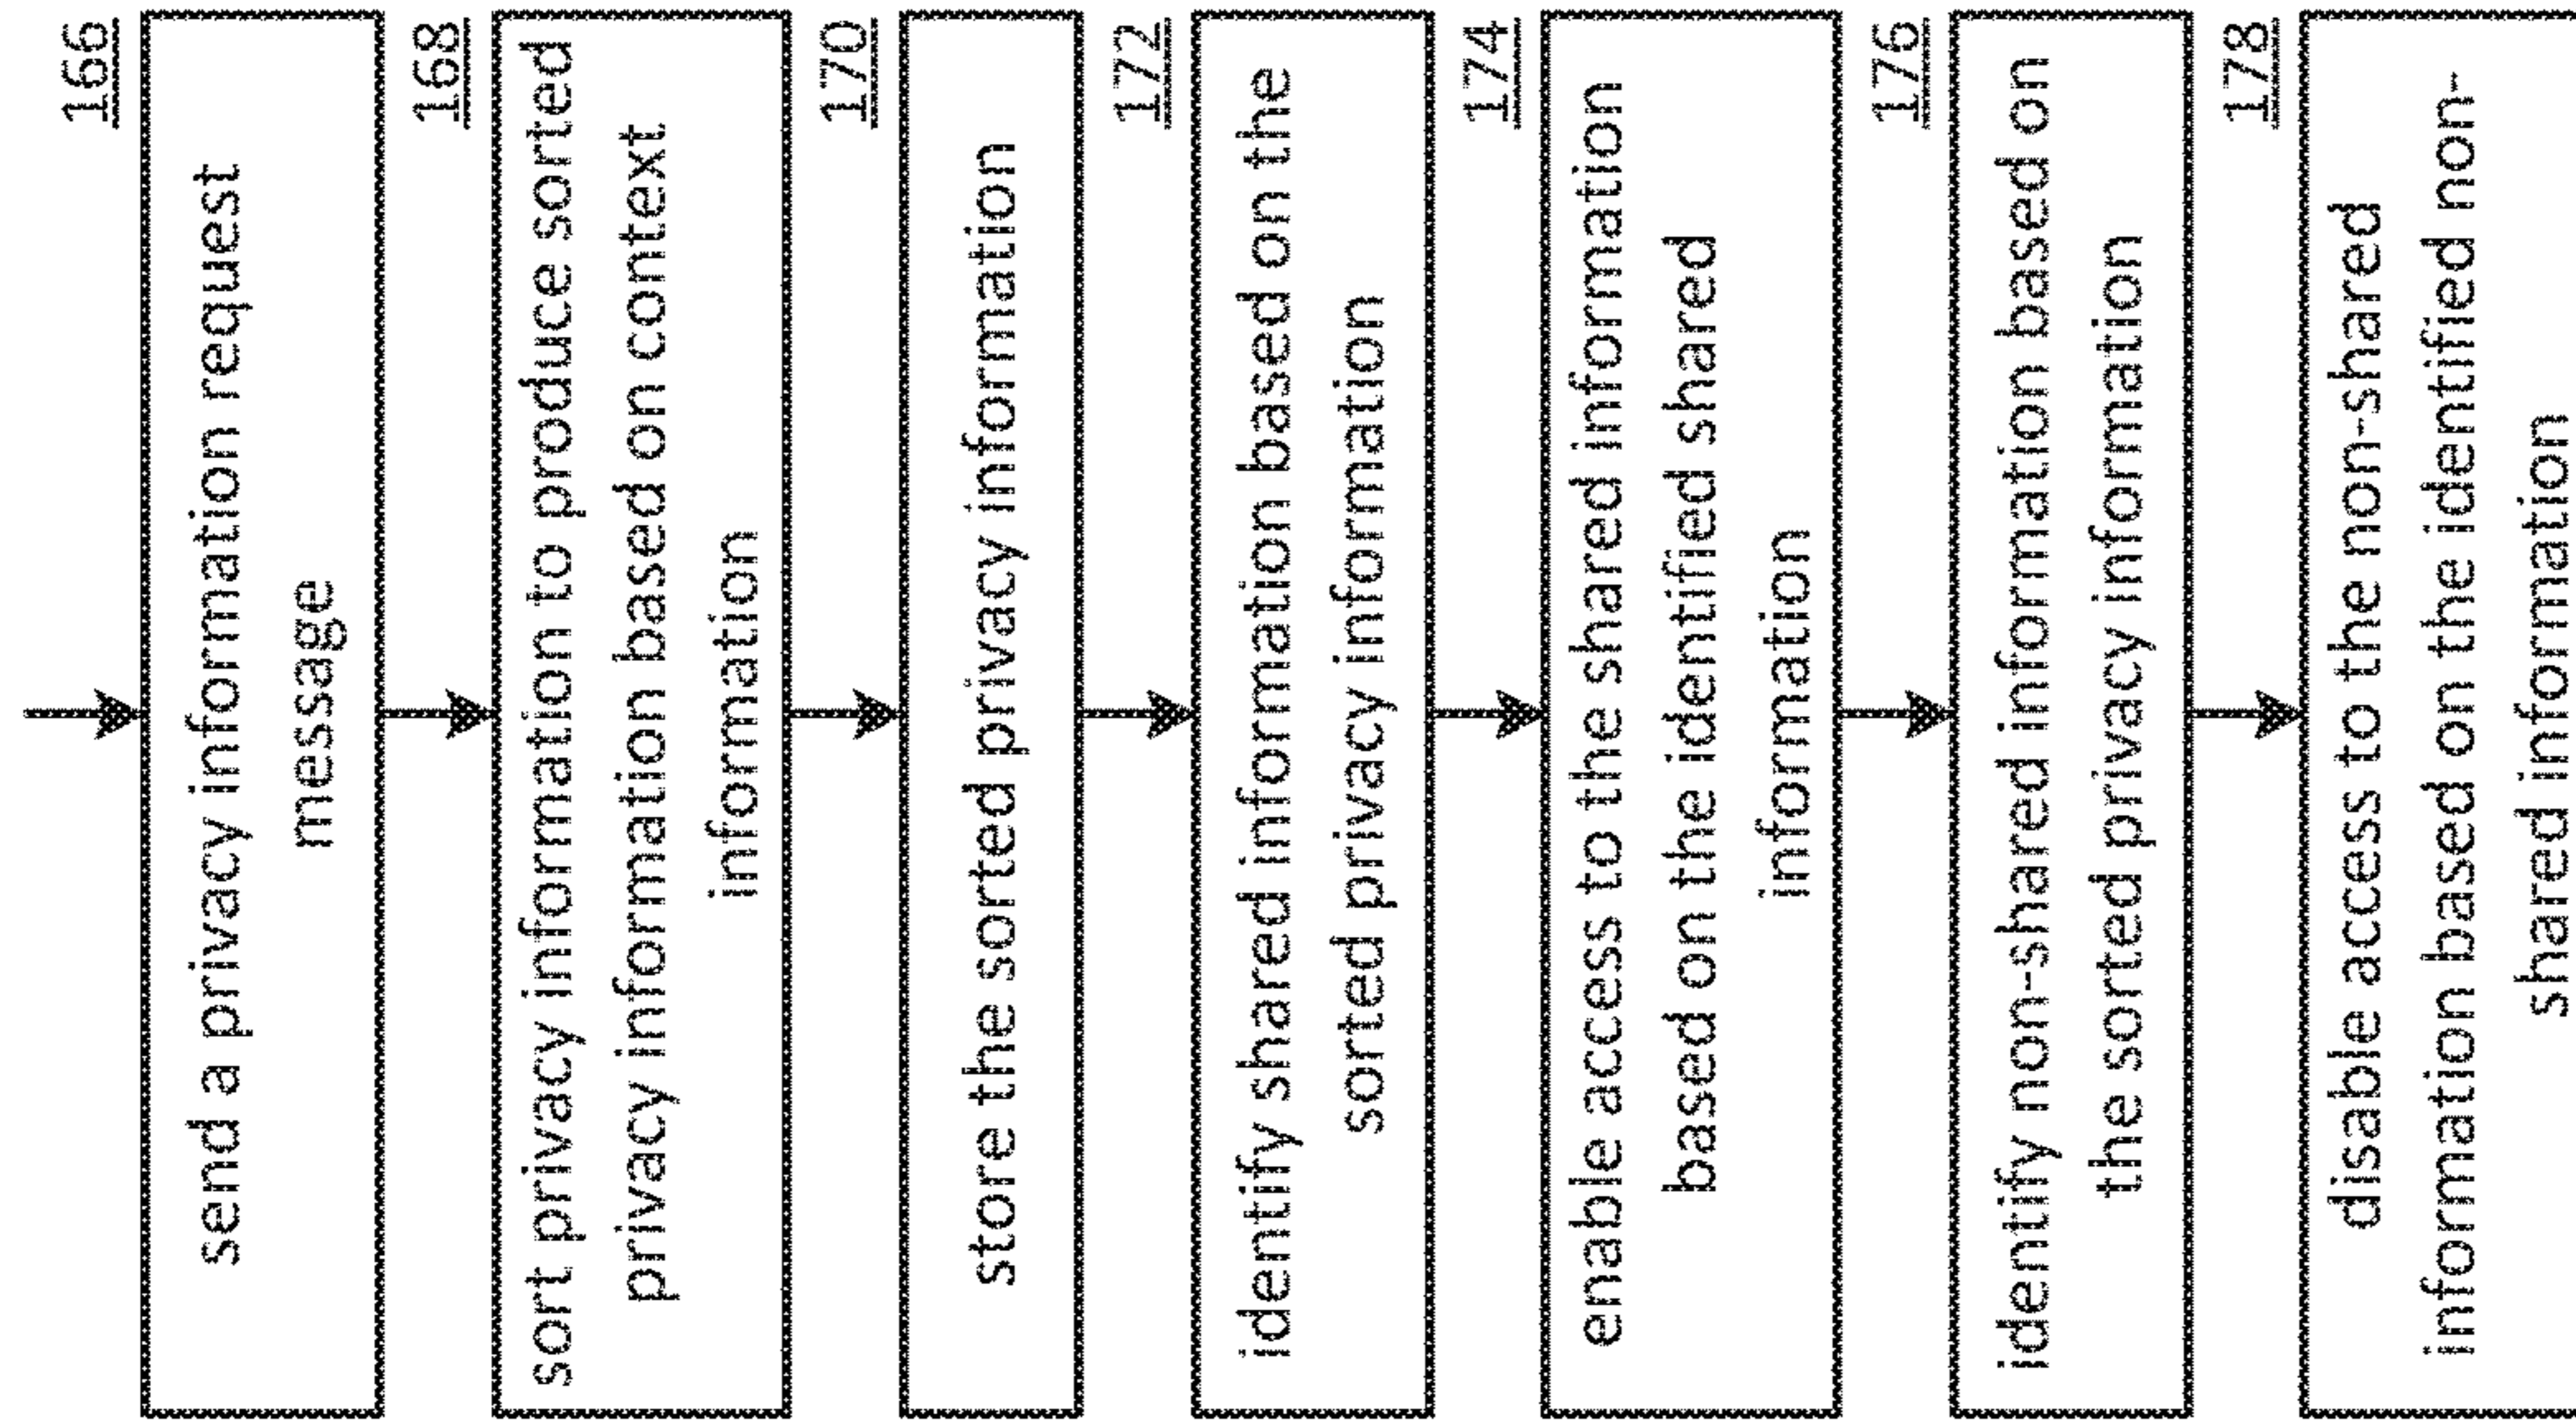 166
send a privacy information request
message
168
sort privacy information to produce sorted
privacy information based on context
information
170
store the sorted privacy information
172
identify shared information based on the
sorted privacy information
174
enable access to the shared information
based on the identified shared
information
176
identify non-shared information based on
the sorted privacy information
178
disable access to the non-shared
information based on the identified non-
shared information